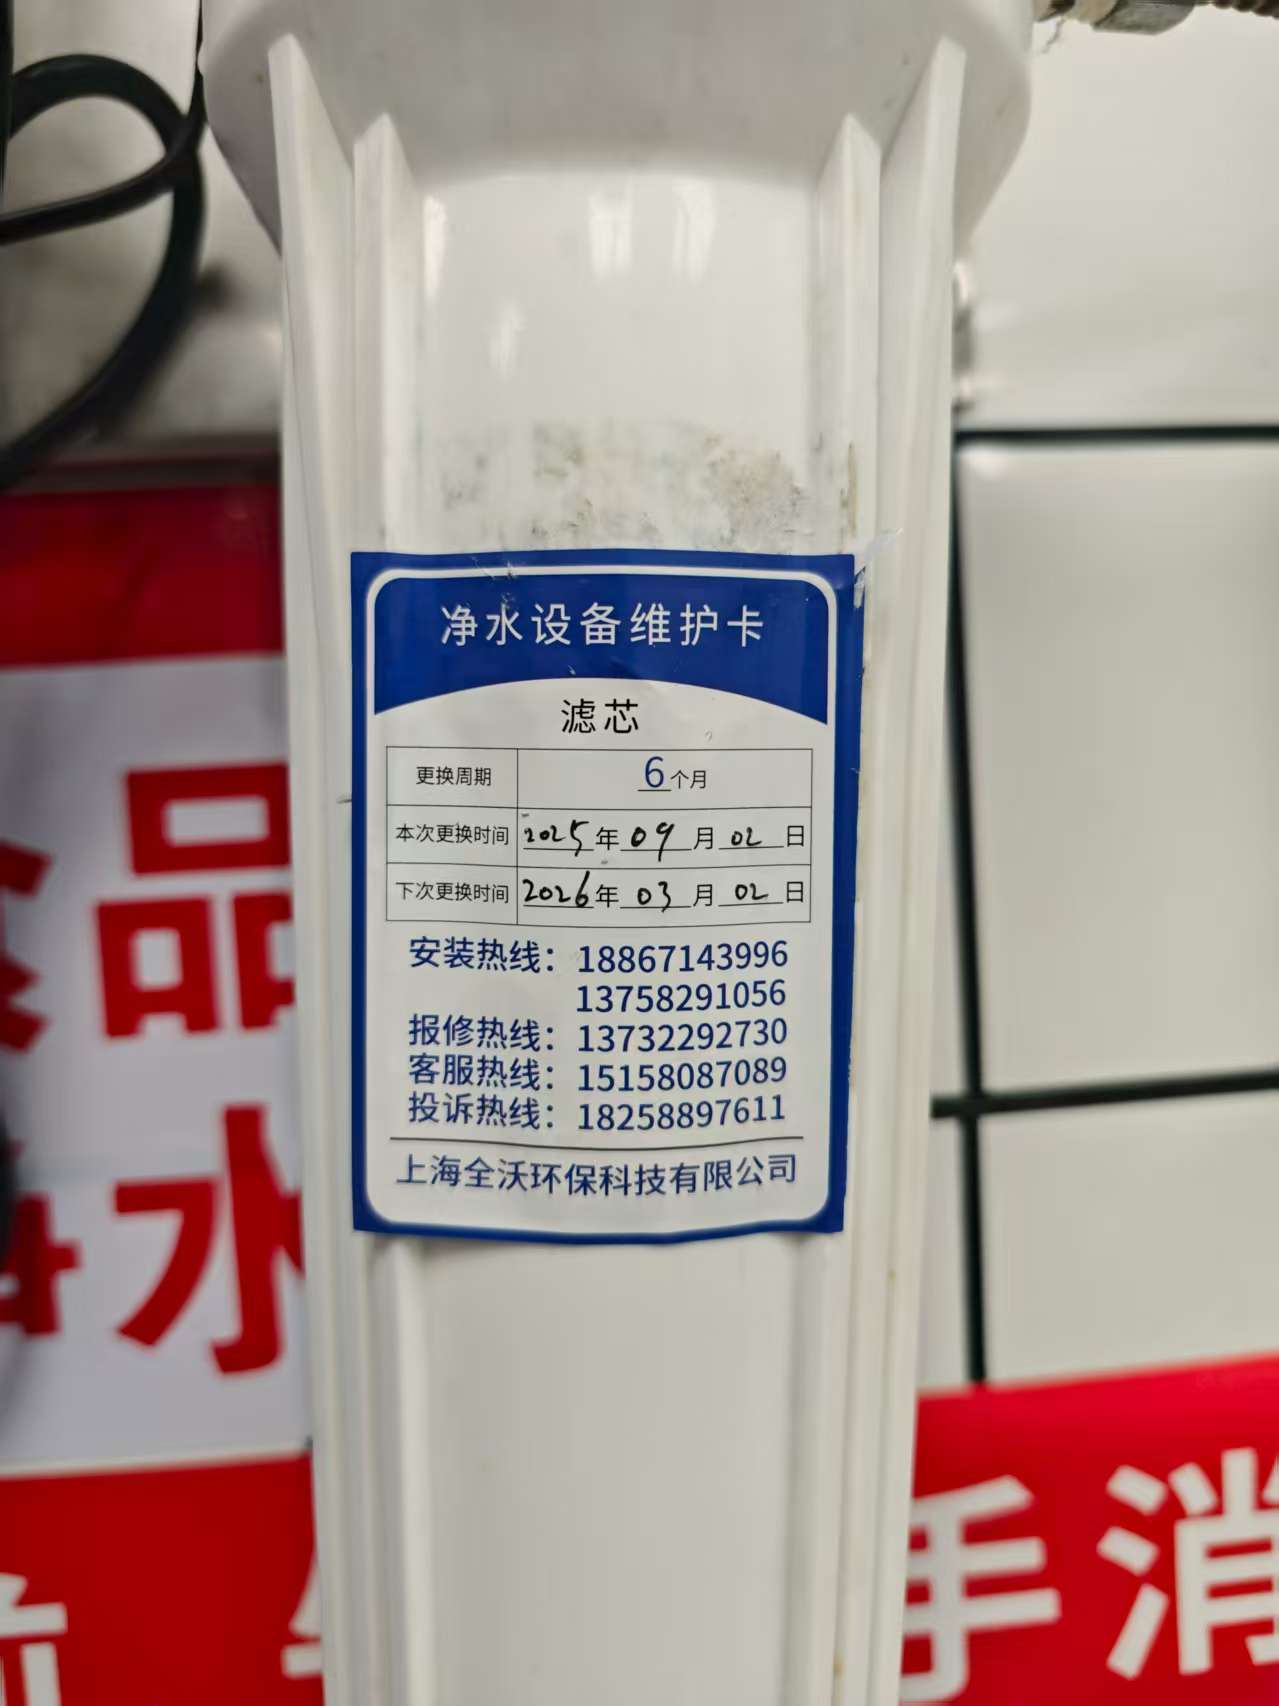 净水设备维护卡
滤芯
更换周期 6个月
本次更换时间 2025年09月02日
下次更换时间 2026年03月02日
安装热线：18867143996
13758291056
报修热线：13732292730
客服热线：15158087089
投诉热线：18258897611
上海全沃环保科技有限公司
品
水
手消